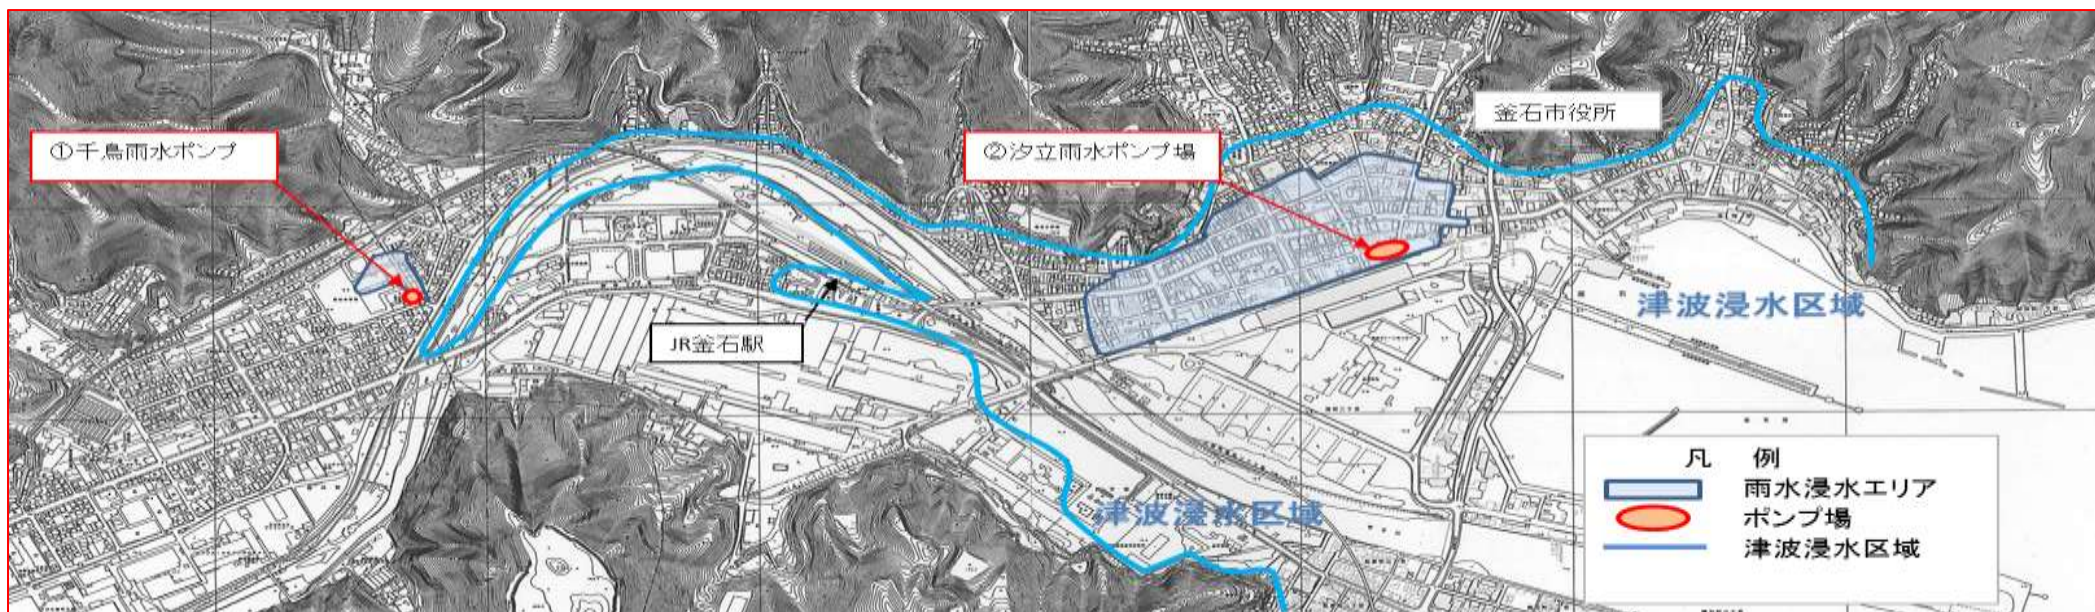 ①千鳥雨水ポンプ
②汐立雨水ポンプ場
釜石市役所
JR釜石駅
津波浸水区域
津波浸水区域
凡 例
雨水浸水エリア
ポンプ場
津波浸水区域